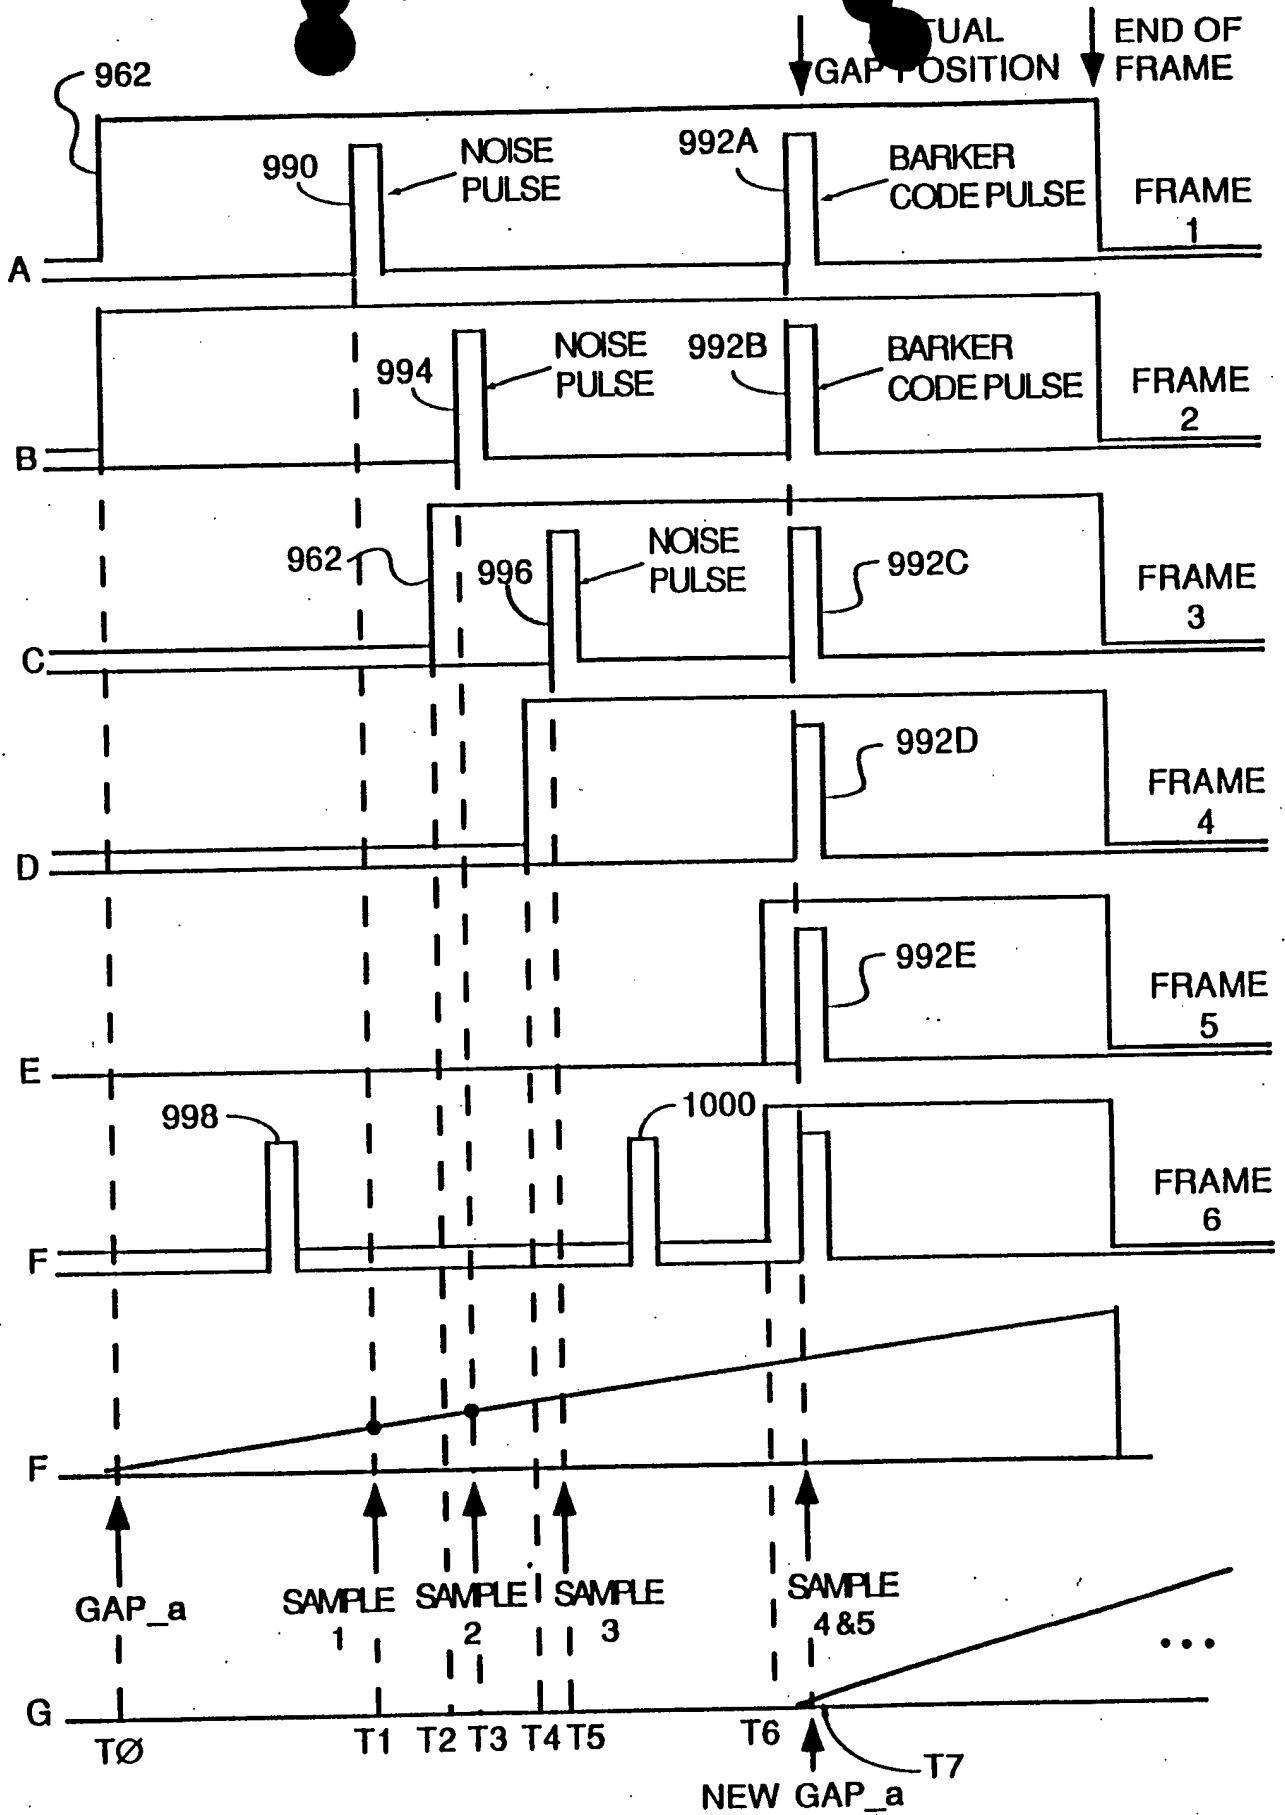 TUAL
GAP POSITION
END OF
FRAME
962
990
NOISE
PULSE
992A
BARKER
CODE PULSE
FRAME
1
A
994
NOISE
PULSE
992B
BARKER
CODE PULSE
FRAME
2
B
962
996
NOISE
PULSE
992C
FRAME
3
C
992D
FRAME
4
D
992E
FRAME
5
E
998
1000
FRAME
6
F
F
GAP_a
SAMPLE
1
SAMPLE
2
SAMPLE
3
SAMPLE
4&5
...
G
TØ
T1
T2
T3
T4
T5
T6
T7
NEW GAP_a